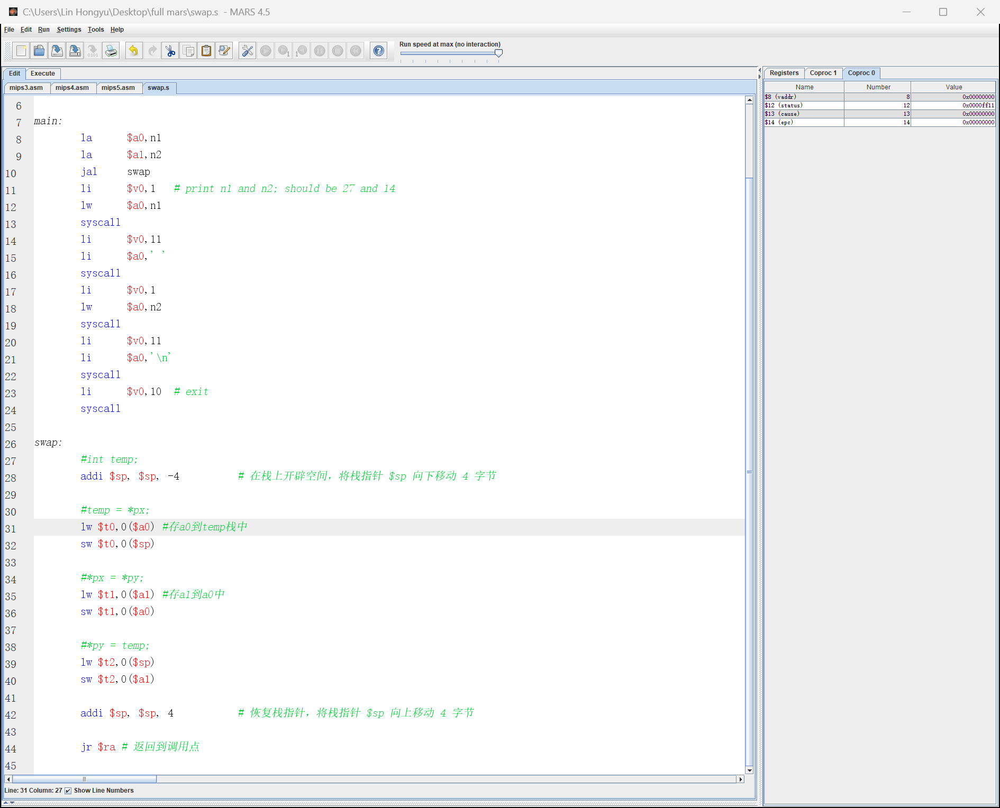 C:\Users\Lin Hongyu\Desktop\full mars\swap.s - MARS 4.5
File Edit Run Settings Tools Help
Run speed at max (no interaction)
Edit Execute
mips3.asm mips4.asm mips5.asm swap.s
6
7 main:
8 la $a0,n1
9 la $a1,n2
10 jal swap
11 li $v0,1 # print n1 and n2; should be 27 and 14
12 lw $a0,n1
13 syscall
14 li $v0,11
15 li $a0,' '
16 syscall
17 li $v0,1
18 lw $a0,n2
19 syscall
20 li $v0,11
21 li $a0,'\n'
22 syscall
23 li $v0,10 # exit
24 syscall
25
26 swap:
27 #int temp;
28 addi $sp, $sp, -4 # 在栈上开辟空间，将栈指针 $sp 向下移动 4 字节
29
30 #temp = *px;
31 lw $t0,0($a0) #存a0到temp栈中
32 sw $t0,0($sp)
33
34 #*px = *py;
35 lw $t1,0($a1) #存a1到a0中
36 sw $t1,0($a0)
37
38 #*py = temp;
39 lw $t2,0($sp)
40 sw $t2,0($a1)
41
42 addi $sp, $sp, 4 # 恢复栈指针，将栈指针 $sp 向上移动 4 字节
43
44 jr $ra # 返回到调用点
45
Line: 31 Column: 27 Show Line Numbers
Registers Coproc 1 Coproc 0
Name Number Value
$8 (vaddr) 8 0x00000000
$12 (status) 12 0x0000ff11
$13 (cause) 13 0x00000000
$14 (epc) 14 0x00000000